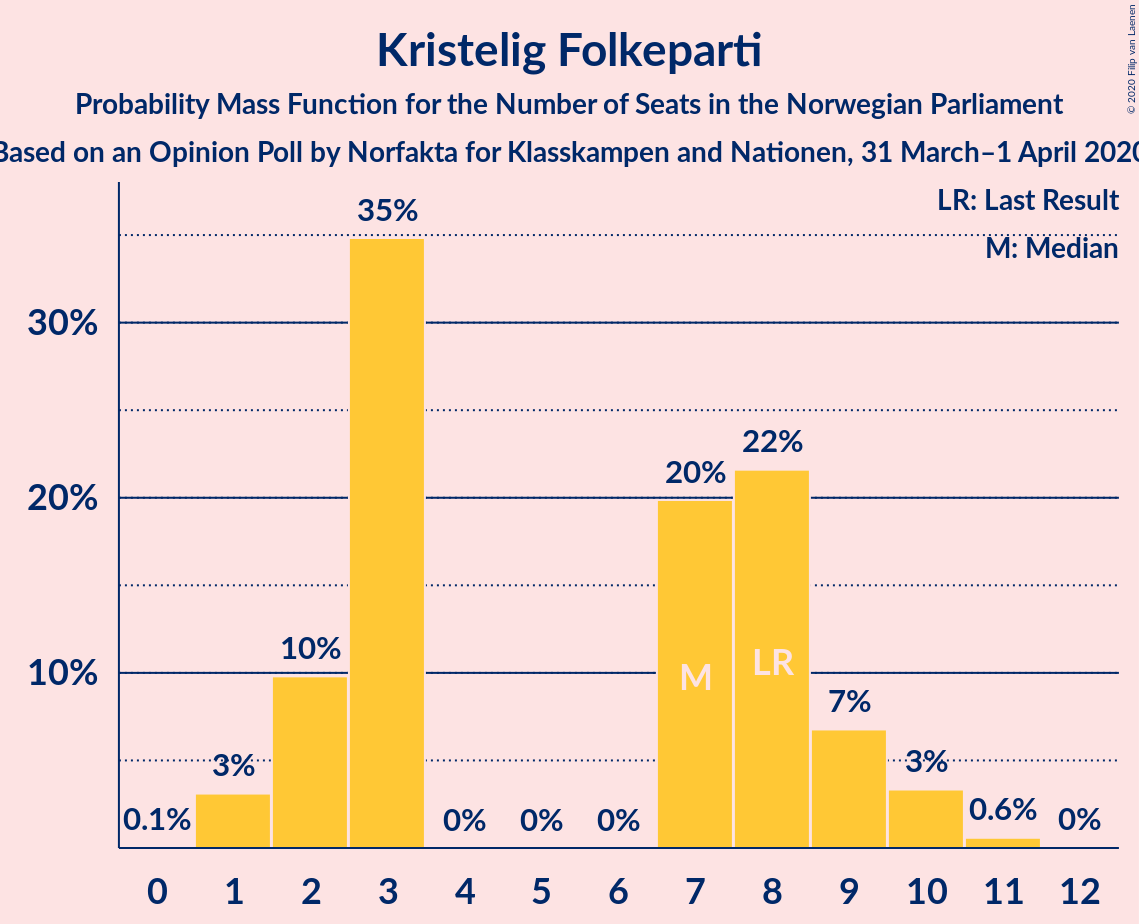 Kristelig Folkeparti
Probability Mass Function for the Number of Seats in the Norwegian Parliament
Based on an Opinion Poll by Norfakta for Klasskampen and Nationen, 31 March–1 April 2020
© 2020 Filip van Laenen
LR: Last Result
M: Median
35%
30%
22%
20%
20%
10%
10%
M
LR
7%
3%
3%
0.1%
0%
0%
0%
0.6%
0%
0 1 2 3 4 5 6 7 8 9 10 11 12